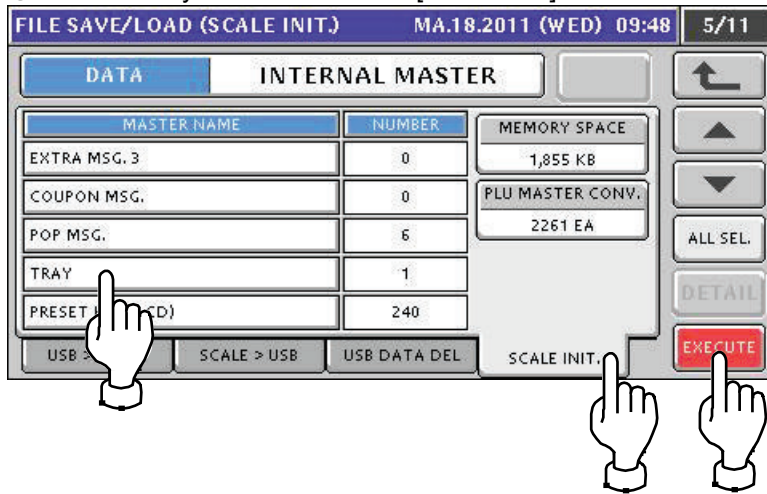 FILE SAVE/LOAD (SCALE INIT.) MA.18.2011 (WED) 09:48 5/11
DATA INTERNAL MASTER
MASTER NAME NUMBER MEMORY SPACE
EXTRA MSG. 3 0 1,855 KB
COUPON MSG. 0 PLU MASTER CONV.
POP MSG. 6 2261 EA ALL SEL.
TRAY 1
DETAIL
PRESET CD) 240
USB > SCALE > USB USB DATA DEL SCALE INIT. EXECUTE